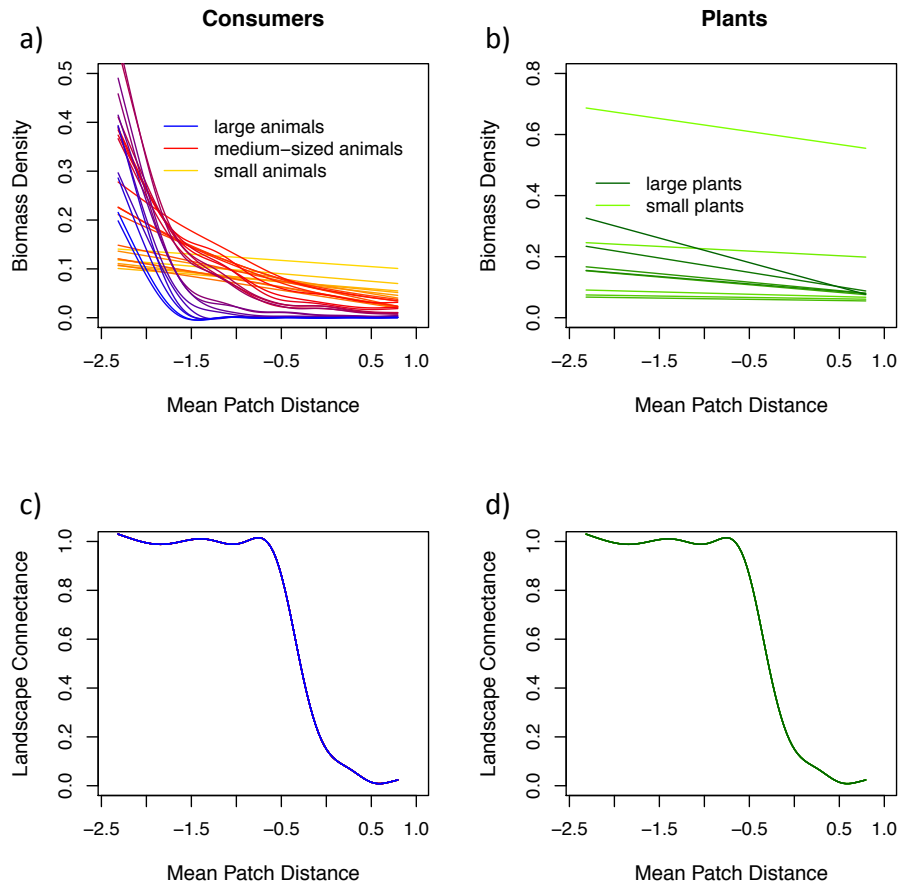 Consumers
Plants
a)
b)
Biomass Density
0.0 0.1 0.2 0.3 0.4 0.5
large animals
medium−sized animals
small animals
−2.5 −1.5 −0.5 0.5 1.0
Mean Patch Distance
Biomass Density
0.0 0.2 0.4 0.6 0.8
large plants
small plants
−2.5 −1.5 −0.5 0.5 1.0
Mean Patch Distance
c)
d)
Landscape Connectance
0.0 0.2 0.4 0.6 0.8 1.0
−2.5 −1.5 −0.5 0.5 1.0
Mean Patch Distance
Landscape Connectance
0.0 0.2 0.4 0.6 0.8 1.0
−2.5 −1.5 −0.5 0.5 1.0
Mean Patch Distance